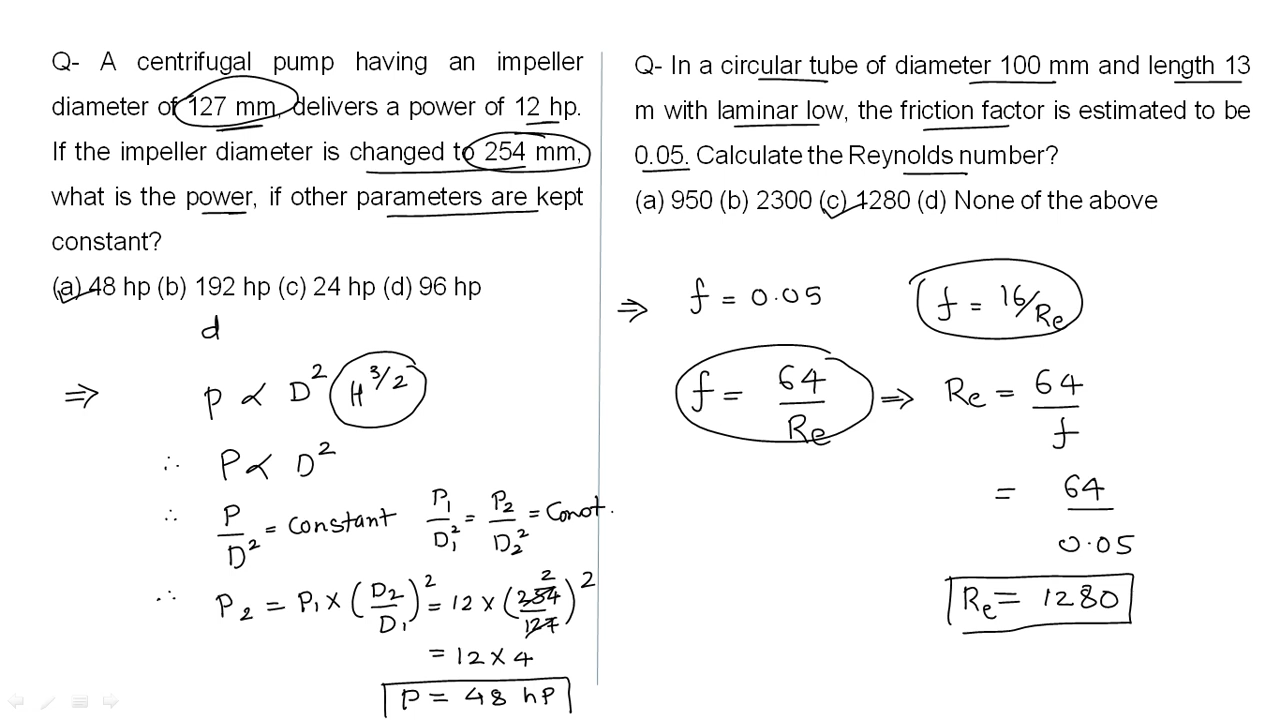 Q- A centrifugal pump having an impeller
diameter of 127 mm, delivers a power of 12 hp.
If the impeller diameter is changed to 254 mm,
what is the power, if other parameters are kept
constant?
(a) 48 hp (b) 192 hp (c) 24 hp (d) 96 hp
d
⇒ P ∝ D² H^3/2
∴ P ∝ D²
∴ P/D² = Constant P₁/D₁² = P₂/D₂² = Const.
∴ P₂ = P₁ × (D₂/D₁)² = 12 × (254/127)² 2
= 12 × 4
P = 48 hp
Q- In a circular tube of diameter 100 mm and length 13
m with laminar low, the friction factor is estimated to be
0.05. Calculate the Reynolds number?
(a) 950 (b) 2300 (c) 1280 (d) None of the above
⇒ f = 0.05 f = 16/Re
f = 64/Re ⇒ Re = 64/f
= 64/0.05
Re = 1280